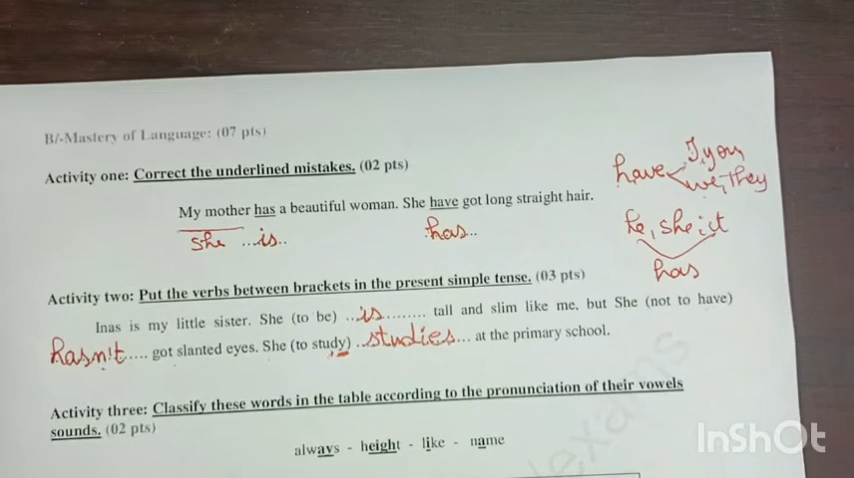 B/-Mastery of Language: (07 pts)
Activity one: Correct the underlined mistakes. (02 pts)
My mother has a beautiful woman. She have got long straight hair.
she ...is.. has..
have I, you
we, they
he, she, it
has
Activity two: Put the verbs between brackets in the present simple tense. (03 pts)
Inas is my little sister. She (to be) ...is......... tall and slim like me, but She (not to have)
hasn't.... got slanted eyes. She (to study) ..studies... at the primary school.
Activity three: Classify these words in the table according to the pronunciation of their vowels
sounds. (02 pts)
always - height - like - name
InShOt